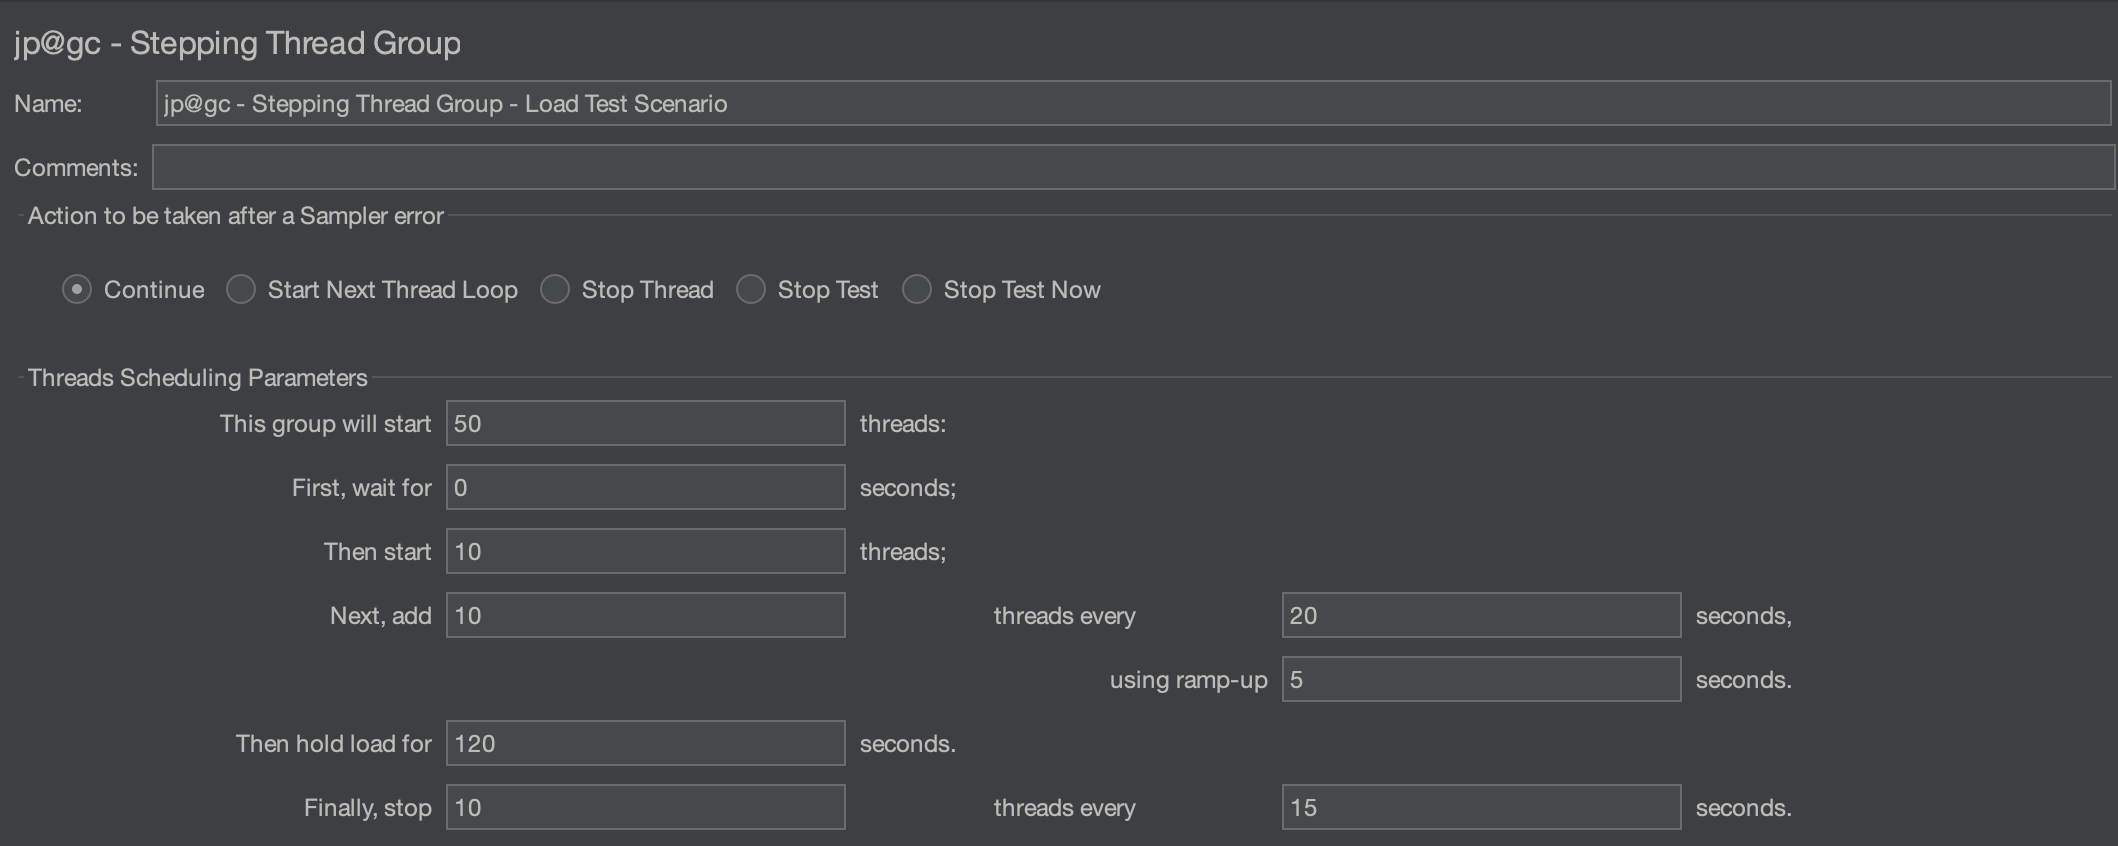 jp@gc - Stepping Thread Group
Name: jp@gc - Stepping Thread Group - Load Test Scenario
Comments:
Action to be taken after a Sampler error
Continue Start Next Thread Loop Stop Thread Stop Test Stop Test Now
Threads Scheduling Parameters
This group will start 50 threads:
First, wait for 0 seconds;
Then start 10 threads;
Next, add 10 threads every 20 seconds,
using ramp-up 5 seconds.
Then hold load for 120 seconds.
Finally, stop 10 threads every 15 seconds.